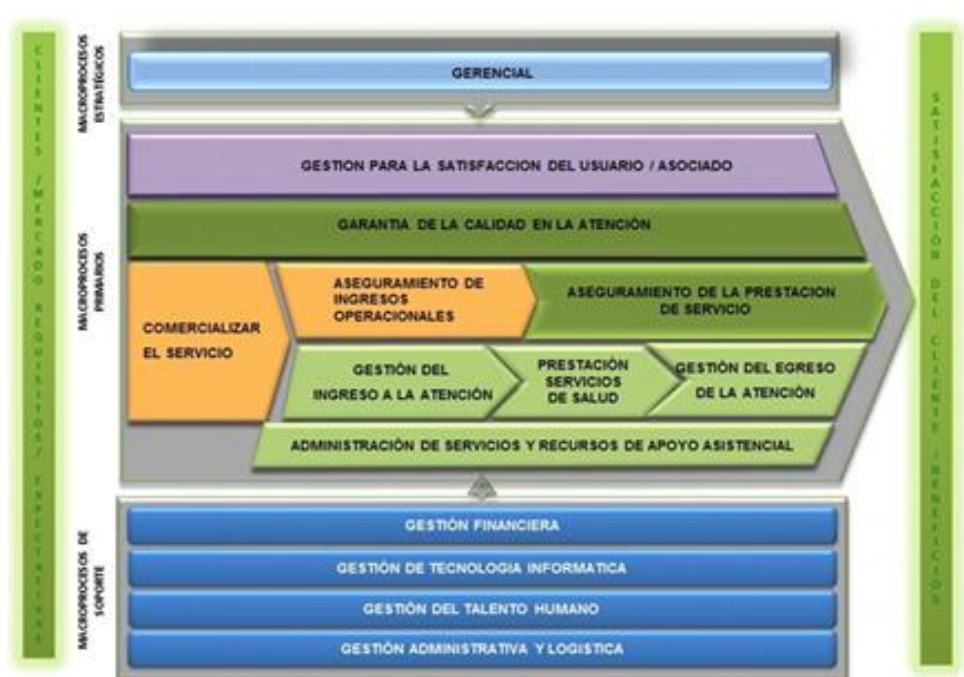 CLIENTES /MERCADO REQUISITOS/ EXPECTATIVAS
MACROPROCESOS
ESTRATÉGICOS
GERENCIAL
MACROPROCESOS
PRIMARIOS
GESTION PARA LA SATISFACCION DEL USUARIO / ASOCIADO
GARANTIA DE LA CALIDAD EN LA ATENCIÓN
COMERCIALIZAR
EL SERVICIO
ASEGURAMIENTO DE
INGRESOS
OPERACIONALES
ASEGURAMIENTO DE LA PRESTACION
DE SERVICIO
GESTIÓN DEL
INGRESO A LA ATENCIÓN
PRESTACIÓN
SERVICIOS
DE SALUD
GESTIÓN DEL EGRESO
DE LA ATENCIÓN
ADMINISTRACIÓN DE SERVICIOS Y RECURSOS DE APOYO ASISTENCIAL
MACROPROCESOS DE
SOPORTE
GESTIÓN FINANCIERA
GESTIÓN DE TECNOLOGIA INFORMATICA
GESTIÓN DEL TALENTO HUMANO
GESTIÓN ADMINISTRATIVA Y LOGISTICA
SATISFACCIÓN DEL CLIENTE /BENEFICIOS